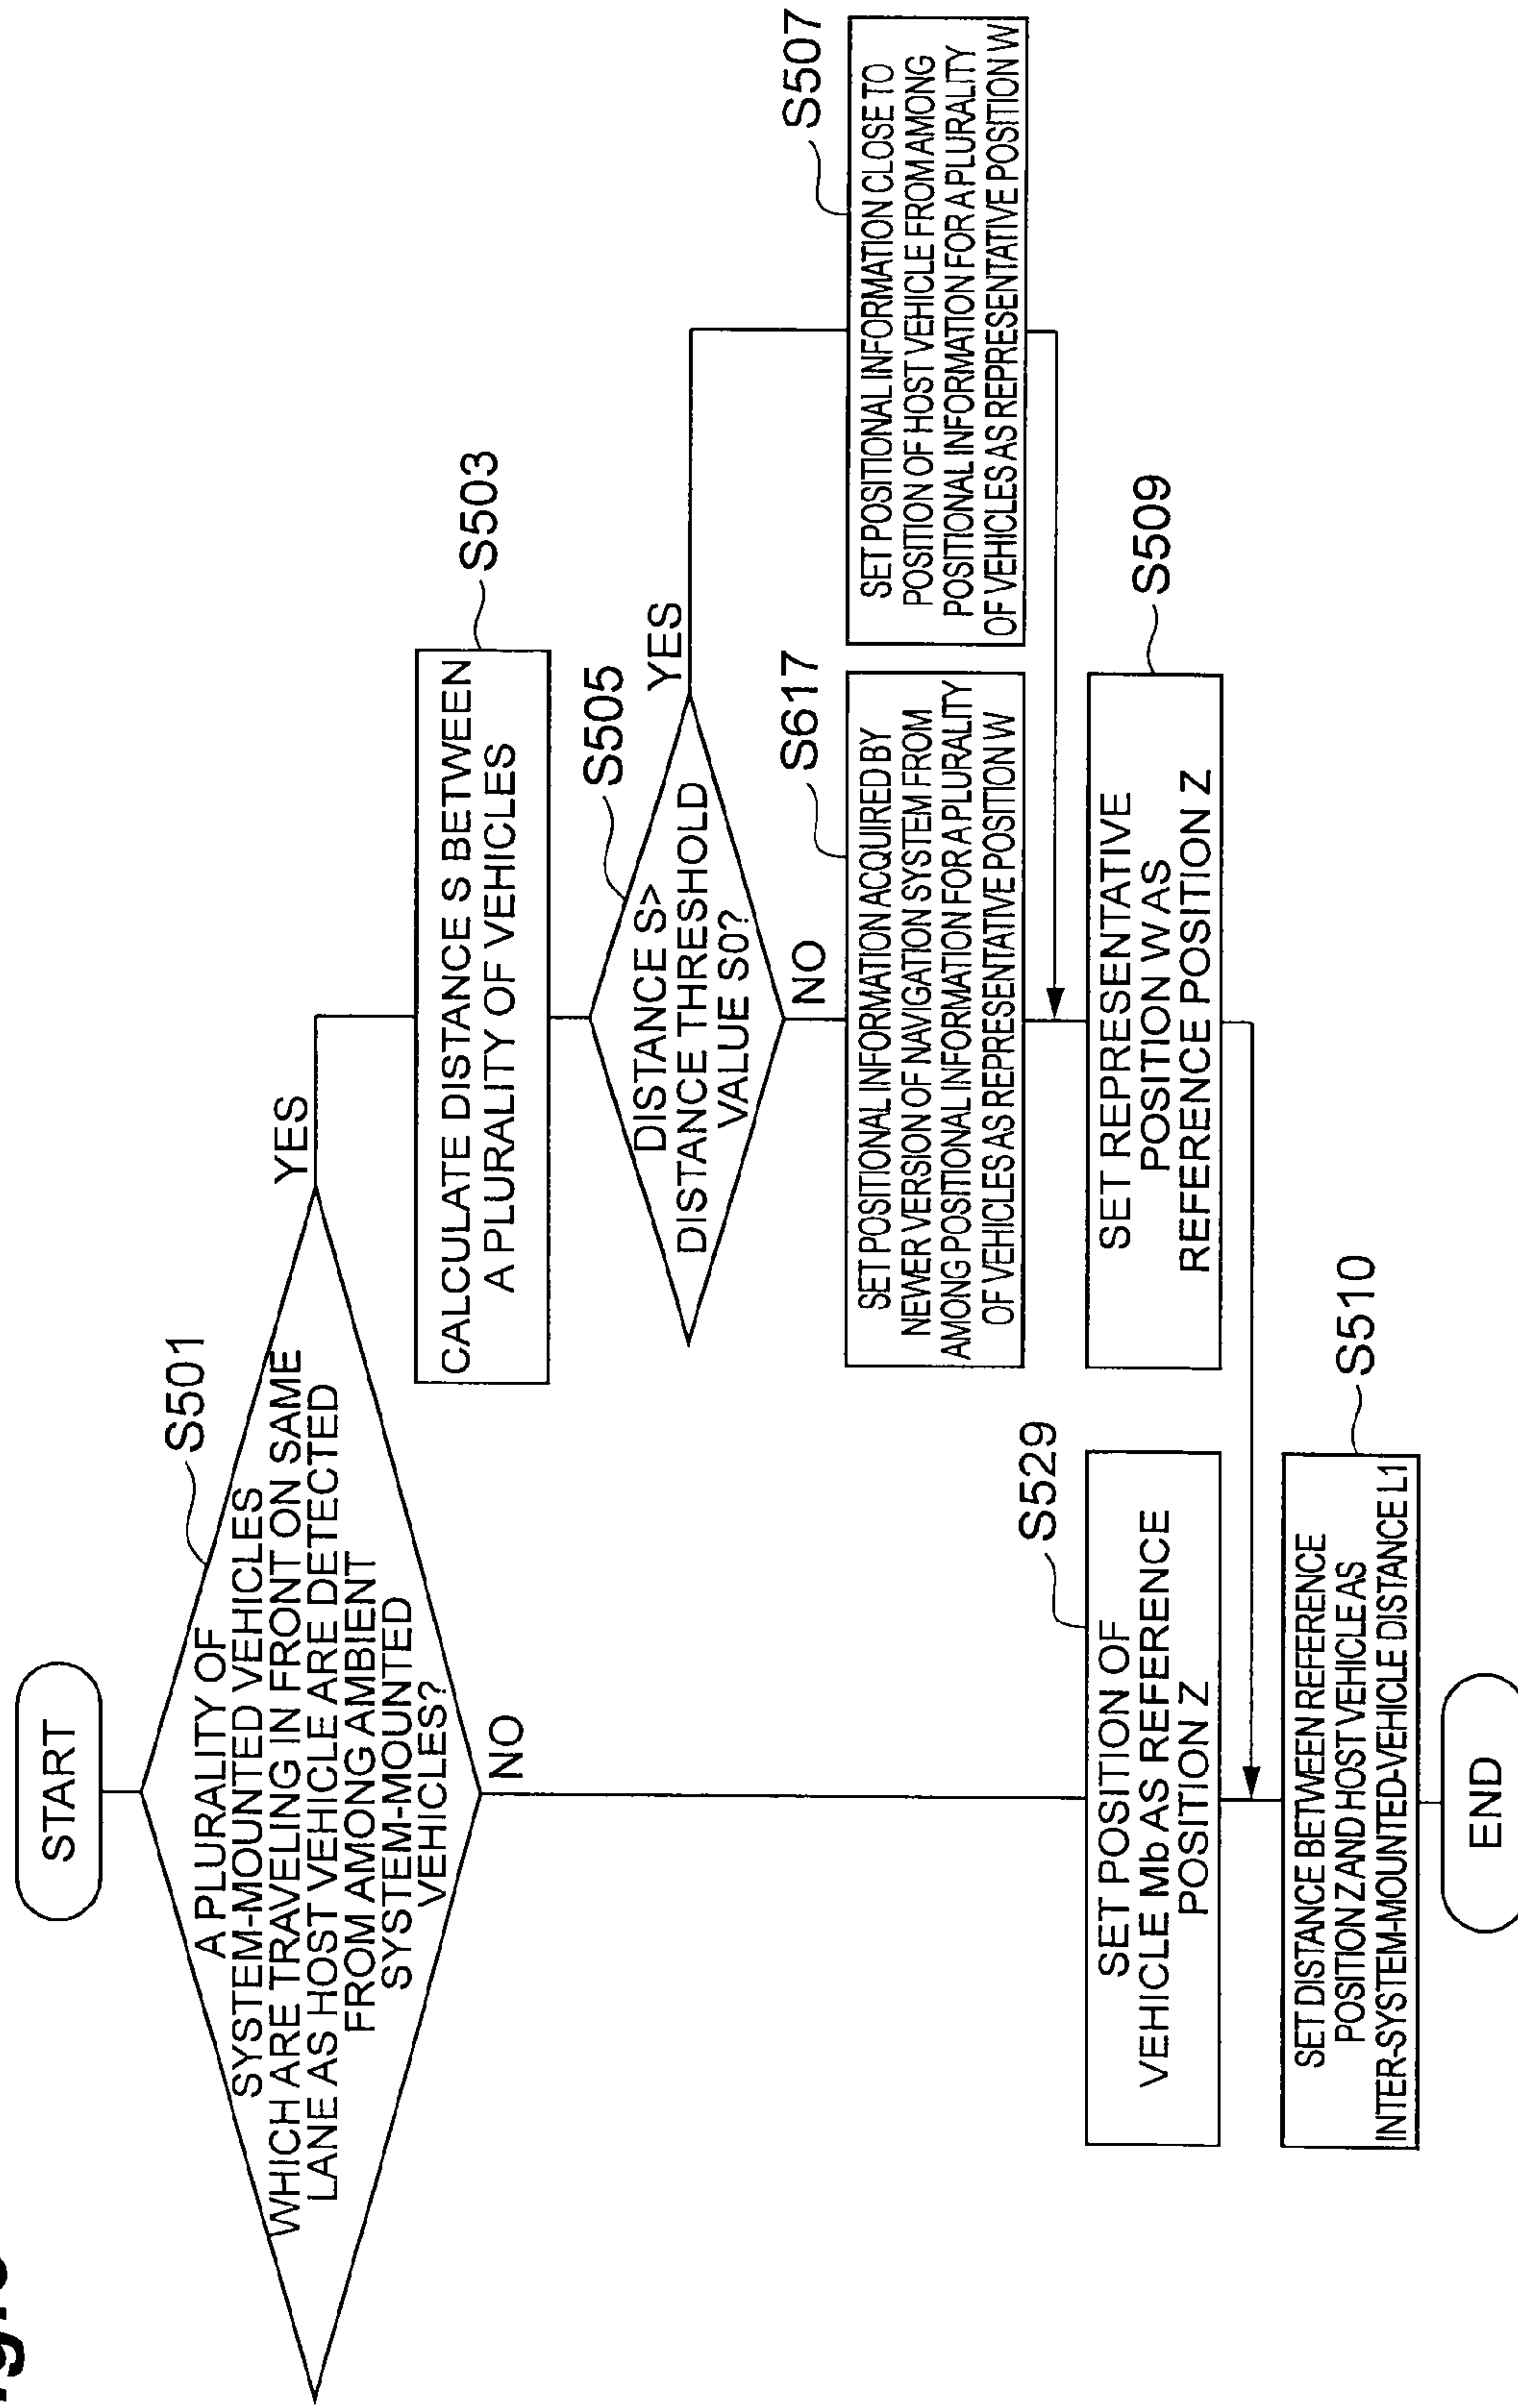 START
A PLURALITY OF
SYSTEM-MOUNTED VEHICLES
WHICH ARE TRAVELING IN FRONT ON SAME
LANE AS HOST VEHICLE ARE DETECTED
FROM AMONG AMBIENT
SYSTEM-MOUNTED
VEHICLES?
S501
YES
NO
CALCULATE DISTANCE S BETWEEN
A PLURALITY OF VEHICLES
S503
DISTANCE S>
DISTANCE THRESHOLD
VALUE S0?
S505
YES
NO
SET POSITIONAL INFORMATION ACQUIRED BY
NEWER VERSION OF NAVIGATION SYSTEM FROM
AMONG POSITIONAL INFORMATION FOR A PLURALITY
OF VEHICLES AS REPRESENTATIVE POSITION W
S617
SET POSITIONAL INFORMATION CLOSE TO
POSITION OF HOST VEHICLE FROM AMONG
POSITIONAL INFORMATION FOR A PLURALITY
OF VEHICLES AS REPRESENTATIVE POSITION W
S507
SET POSITION OF
VEHICLE Mb AS REFERENCE
POSITION Z
S529
SET REPRESENTATIVE
POSITION W AS
REFERENCE POSITION Z
S509
SET DISTANCE BETWEEN REFERENCE
POSITION Z AND HOST VEHICLE AS
INTER-SYSTEM-MOUNTED-VEHICLE DISTANCE L1
S510
END